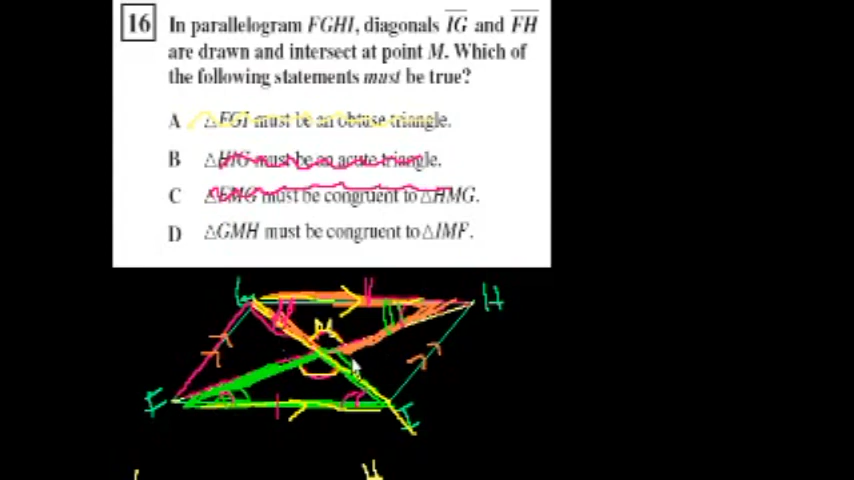 16 In parallelogram FGHI, diagonals IG and FH
are drawn and intersect at point M. Which of
the following statements must be true?
A △FGI must be an obtuse triangle.
B △HIG must be an acute triangle.
C △FMG must be congruent to △HMG.
D △GMH must be congruent to △IMF.
H
M
F
I